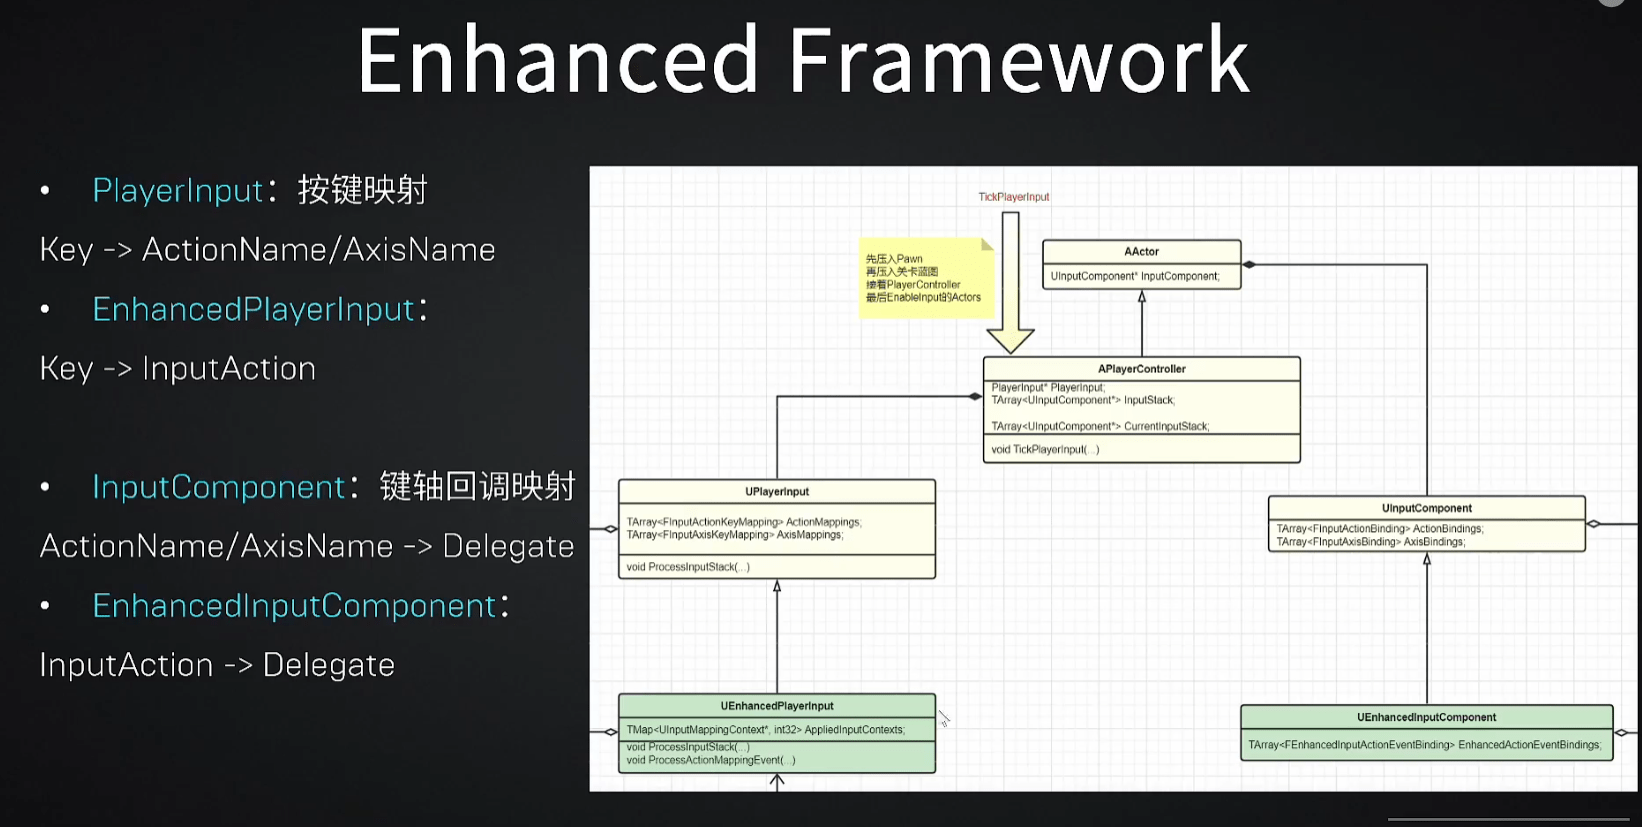 Enhanced Framework
• PlayerInput：按键映射
Key -> ActionName/AxisName
• EnhancedPlayerInput：
Key -> InputAction
• InputComponent：键轴回调映射
ActionName/AxisName -> Delegate
• EnhancedInputComponent：
InputAction -> Delegate
TickPlayerInput
先压入Pawn
再压入关卡蓝图
接着PlayerController
最后EnableInput的Actors
AActor
UInputComponent* InputComponent;
APlayerController
PlayerInput* PlayerInput;
TArray<UInputComponent*> InputStack;
TArray<UInputComponent*> CurrentInputStack;
void TickPlayerInput(...)
UPlayerInput
TArray<FInputActionKeyMapping> ActionMappings;
TArray<FInputAxisKeyMapping> AxisMappings;
void ProcessInputStack(...)
UInputComponent
TArray<FInputActionBinding> ActionBindings;
TArray<FInputAxisBinding> AxisBindings;
UEnhancedPlayerInput
TMap<UInputMappingContext*, int32> AppliedInputContexts;
void ProcessInputStack(...)
void ProcessActionMappingEvent(...)
UEnhancedInputComponent
TArray<FEnhancedInputActionEventBinding> EnhancedActionEventBindings;